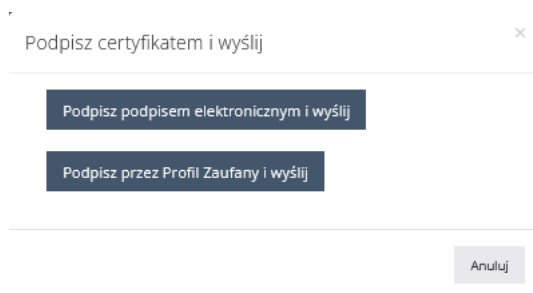 Podpisz certyfikatem i wyślij
×
Podpisz podpisem elektronicznym i wyślij
Podpisz przez Profil Zaufany i wyślij
Anuluj